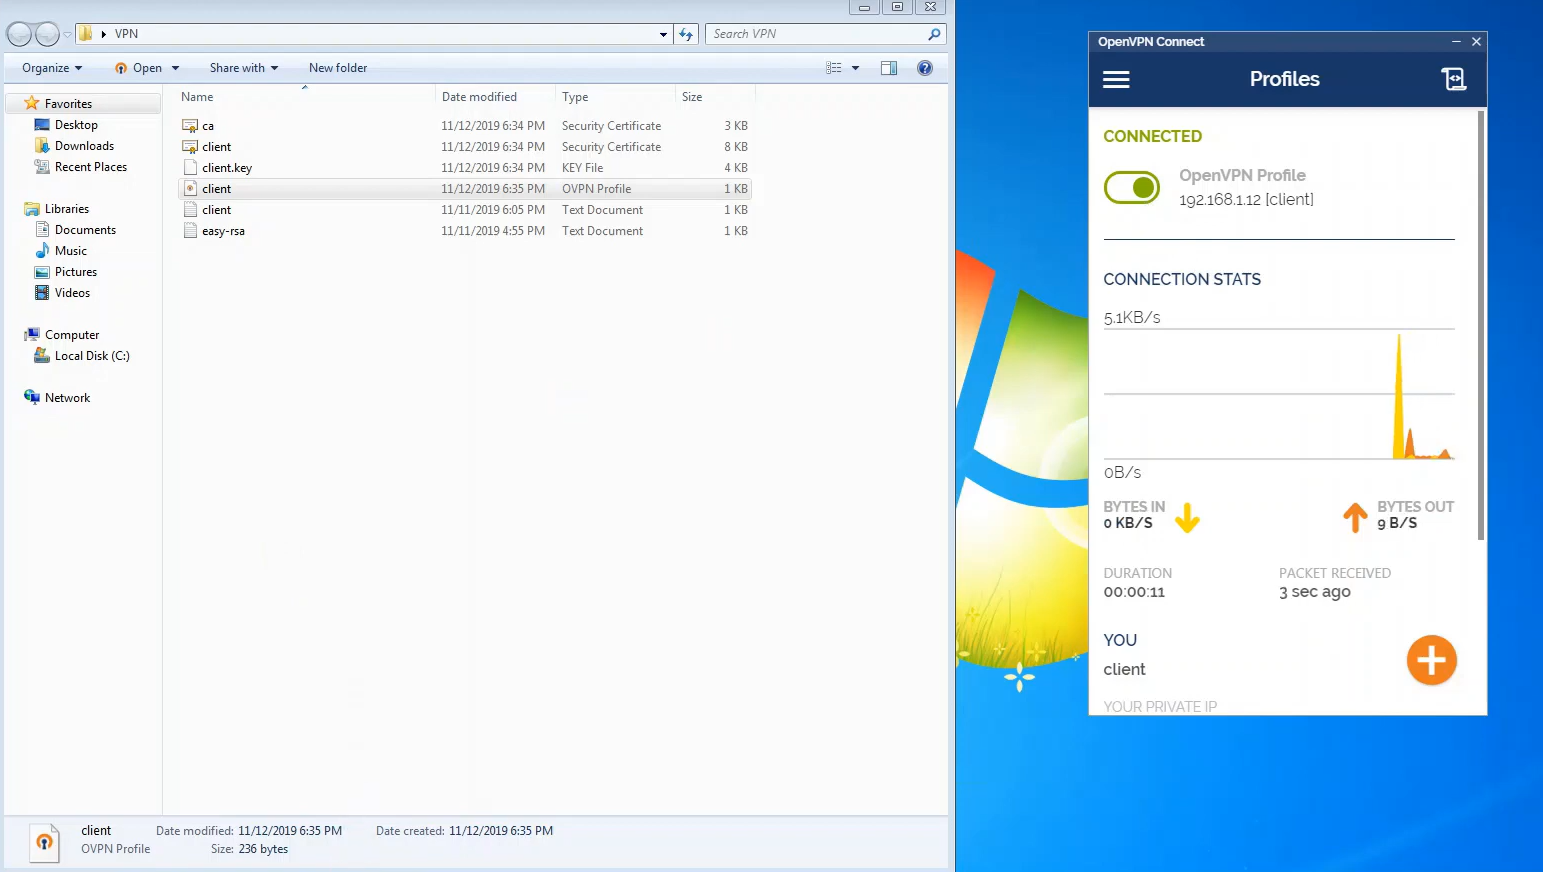 VPN
Search VPN
Organize
Open
Share with
New folder
Favorites
Desktop
Downloads
Recent Places
Libraries
Documents
Music
Pictures
Videos
Computer
Local Disk (C:)
Network
Name Date modified Type Size
ca 11/12/2019 6:34 PM Security Certificate 3 KB
client 11/12/2019 6:34 PM Security Certificate 8 KB
client.key 11/12/2019 6:34 PM KEY File 4 KB
client 11/12/2019 6:35 PM OVPN Profile 1 KB
client 11/11/2019 6:05 PM Text Document 1 KB
easy-rsa 11/11/2019 4:55 PM Text Document 1 KB
client Date modified: 11/12/2019 6:35 PM Date created: 11/12/2019 6:35 PM
OVPN Profile Size: 236 bytes
OpenVPN Connect
Profiles
CONNECTED
OpenVPN Profile
192.168.1.12 [client]
CONNECTION STATS
5.1KB/s
0B/s
BYTES IN
0 KB/S
BYTES OUT
9 B/S
DURATION
00:00:11
PACKET RECEIVED
3 sec ago
YOU
client
YOUR PRIVATE IP